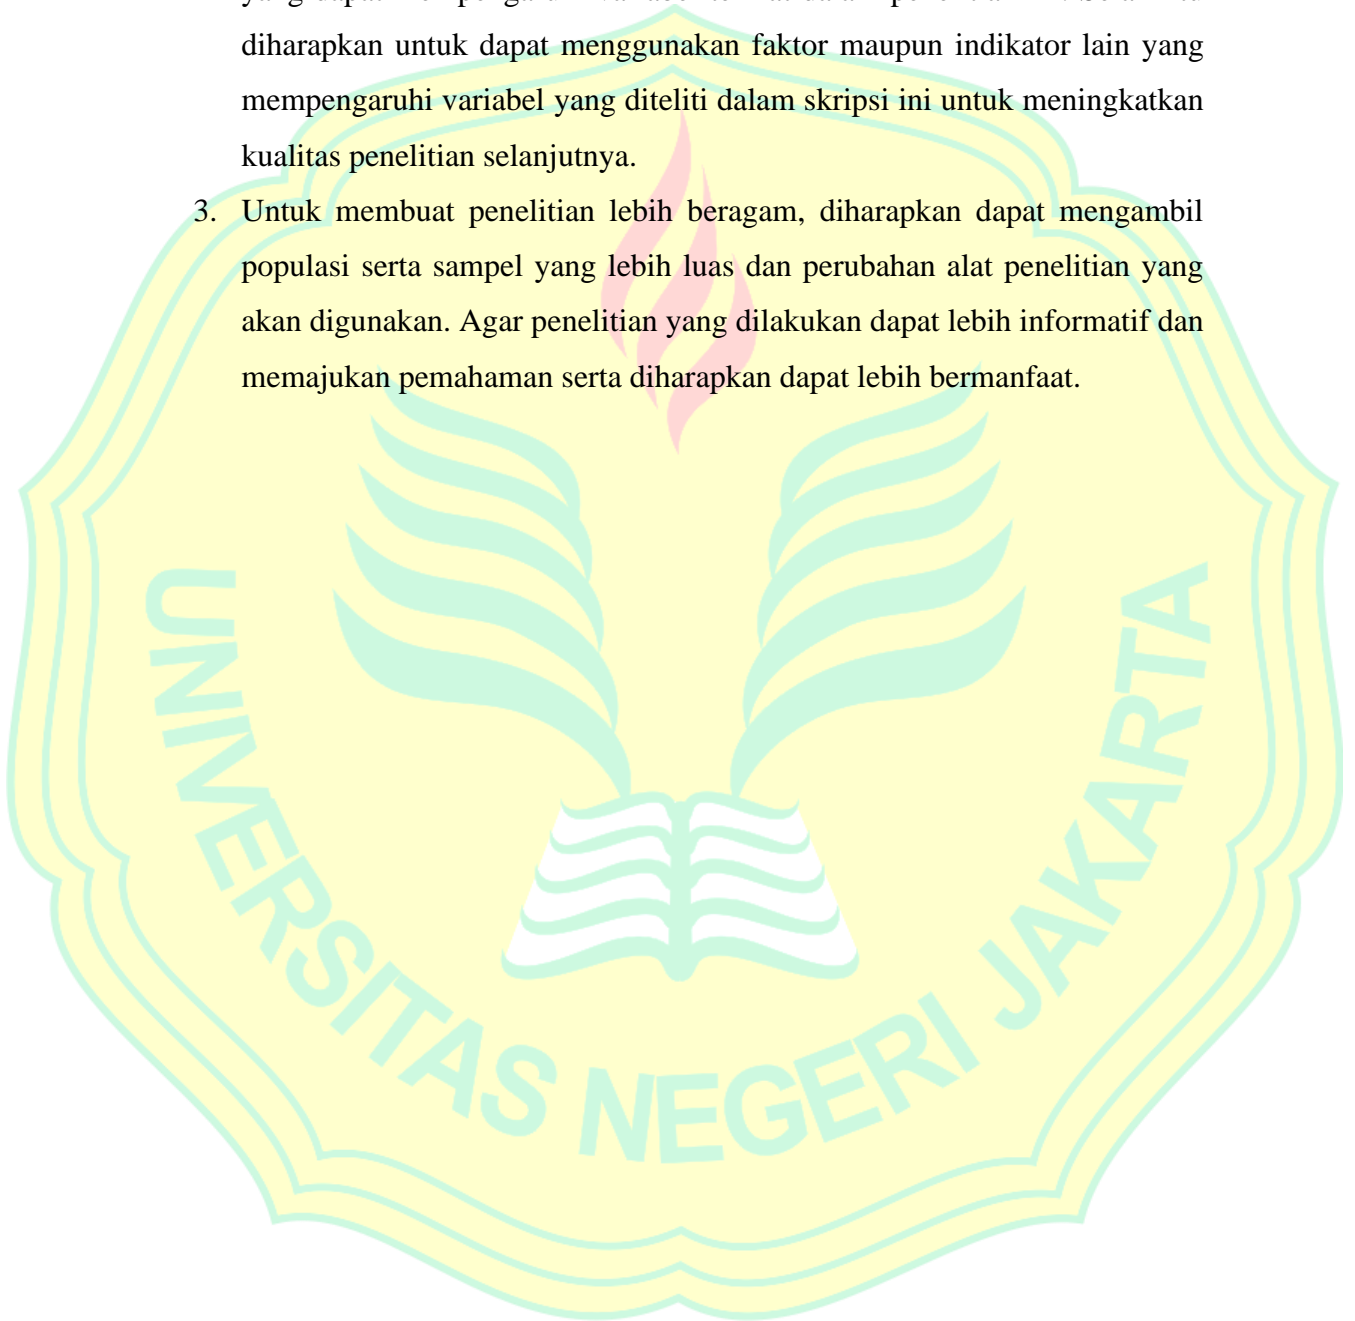 diharapkan untuk dapat menggunakan faktor maupun indikator lain yang
mempengaruhi variabel yang diteliti dalam skripsi ini untuk meningkatkan
kualitas penelitian selanjutnya.
3. Untuk membuat penelitian lebih beragam, diharapkan dapat mengambil
populasi serta sampel yang lebih luas dan perubahan alat penelitian yang
akan digunakan. Agar penelitian yang dilakukan dapat lebih informatif dan
memajukan pemahaman serta diharapkan dapat lebih bermanfaat.
UNIVERSITAS NEGERI JAKARTA